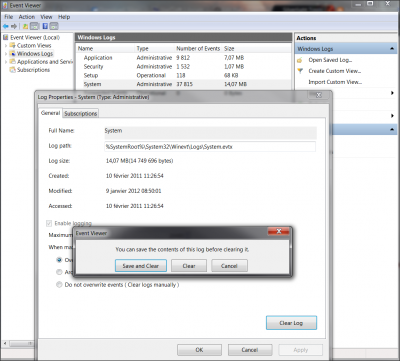 Event Viewer
File Action View Help
Event Viewer (Local)
Custom Views
Windows Logs
Applications and Servi
Subscriptions
Windows Logs
Name Type Number of Events Size
Application Administrative 9 812 7,07 MB
Security Administrative 1 532 1,07 MB
Setup Operational 118 68 KB
System Administrative 37 815 14,07 MB
Actions
Windows Logs
Open Saved Log...
Create Custom View...
Import Custom View...
Log Properties - System (Type: Administrative)
General Subscriptions
Full Name: System
Log path: %SystemRoot%\System32\Winevt\Logs\System.evtx
Log size: 14,07 MB(14 749 696 bytes)
Created: 10 février 2011 11:26:54
Modified: 9 janvier 2012 08:50:01
Accessed: 10 février 2011 11:26:54
Enable logging
Maximum
When ma
Event Viewer
You can save the contents of this log before clearing it.
Save and Clear Clear Cancel
Do not overwrite events ( Clear logs manually )
Clear Log
OK Cancel Apply